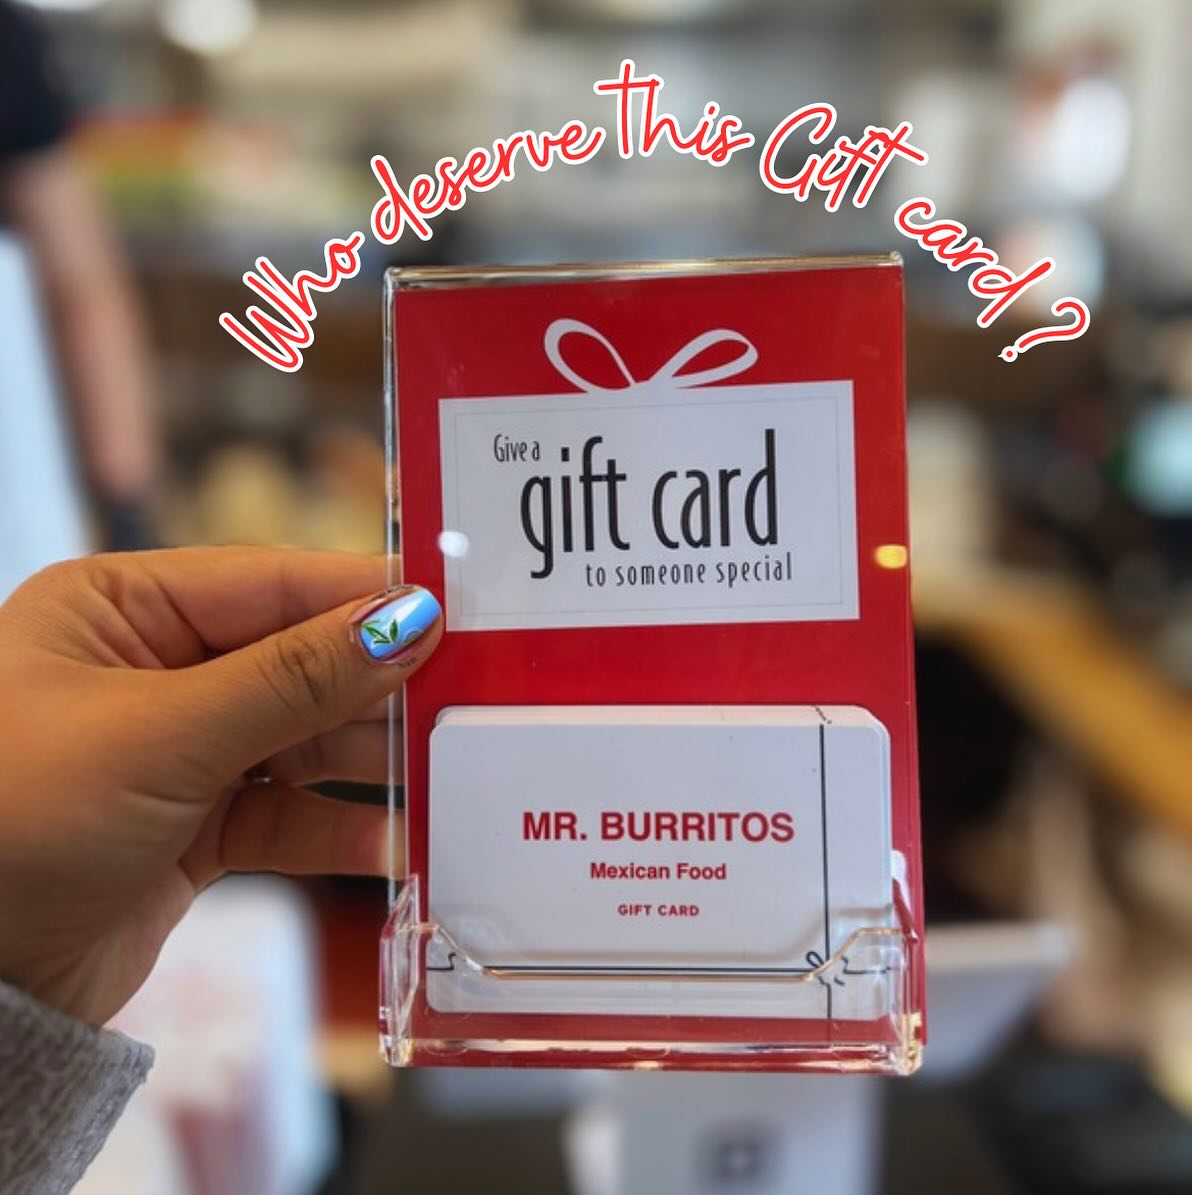 Who deserve this Gift card ?
Give a
gift card
to someone special
MR. BURRITOS
Mexican Food
GIFT CARD